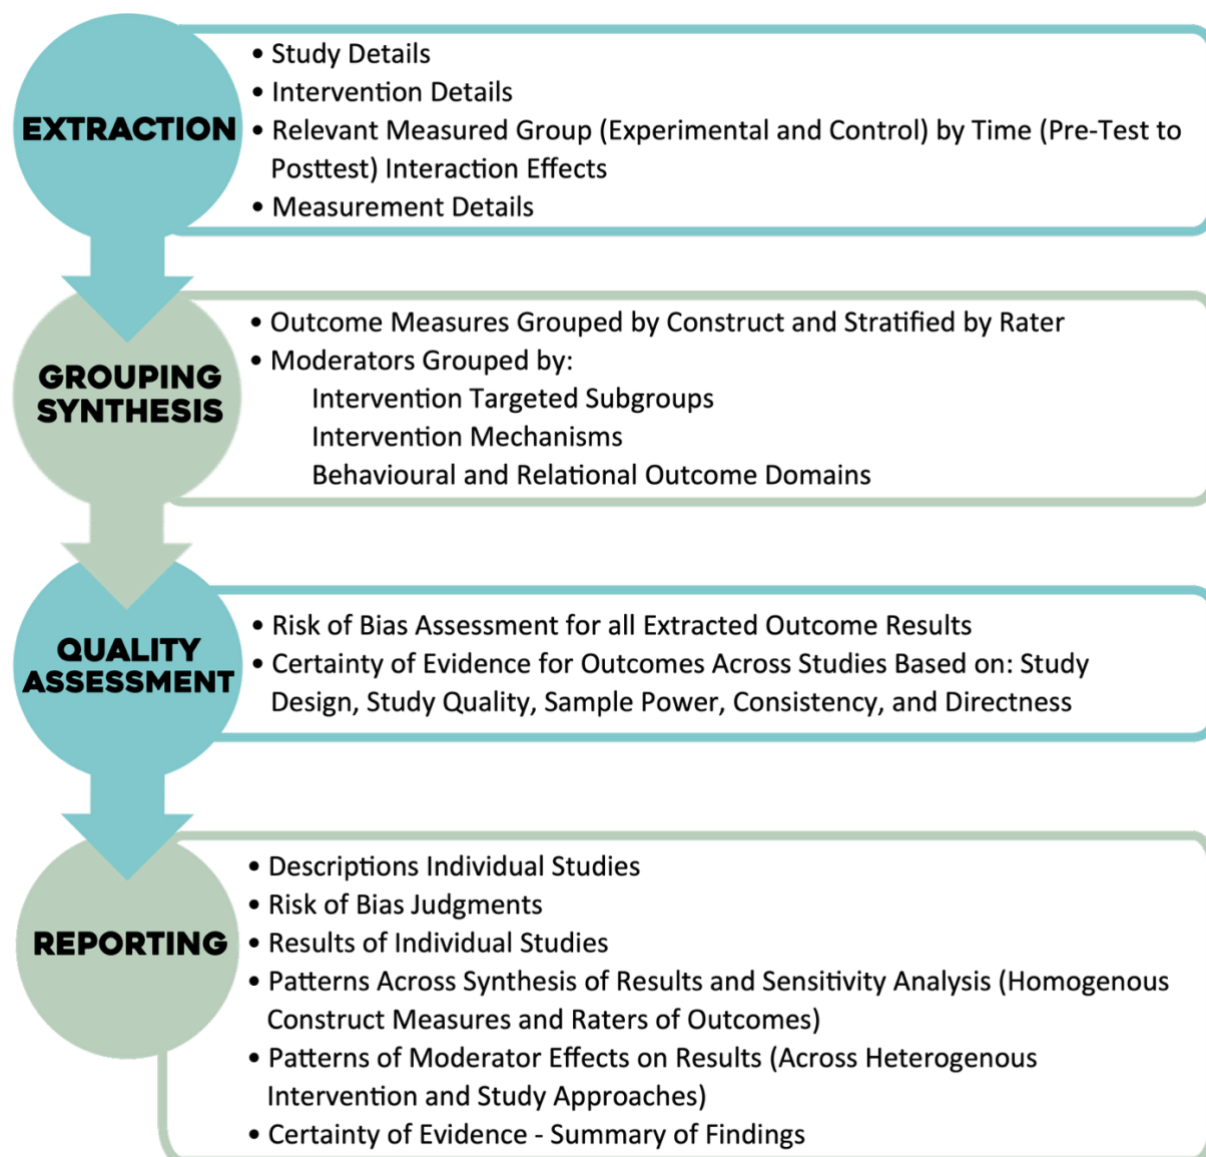 EXTRACTION
• Study Details
• Intervention Details
• Relevant Measured Group (Experimental and Control) by Time (Pre-Test to
Posttest) Interaction Effects
• Measurement Details
GROUPING
SYNTHESIS
• Outcome Measures Grouped by Construct and Stratified by Rater
• Moderators Grouped by:
Intervention Targeted Subgroups
Intervention Mechanisms
Behavioural and Relational Outcome Domains
QUALITY
ASSESSMENT
• Risk of Bias Assessment for all Extracted Outcome Results
• Certainty of Evidence for Outcomes Across Studies Based on: Study
Design, Study Quality, Sample Power, Consistency, and Directness
REPORTING
• Descriptions Individual Studies
• Risk of Bias Judgments
• Results of Individual Studies
• Patterns Across Synthesis of Results and Sensitivity Analysis (Homogenous
Construct Measures and Raters of Outcomes)
• Patterns of Moderator Effects on Results (Across Heterogenous
Intervention and Study Approaches)
• Certainty of Evidence - Summary of Findings